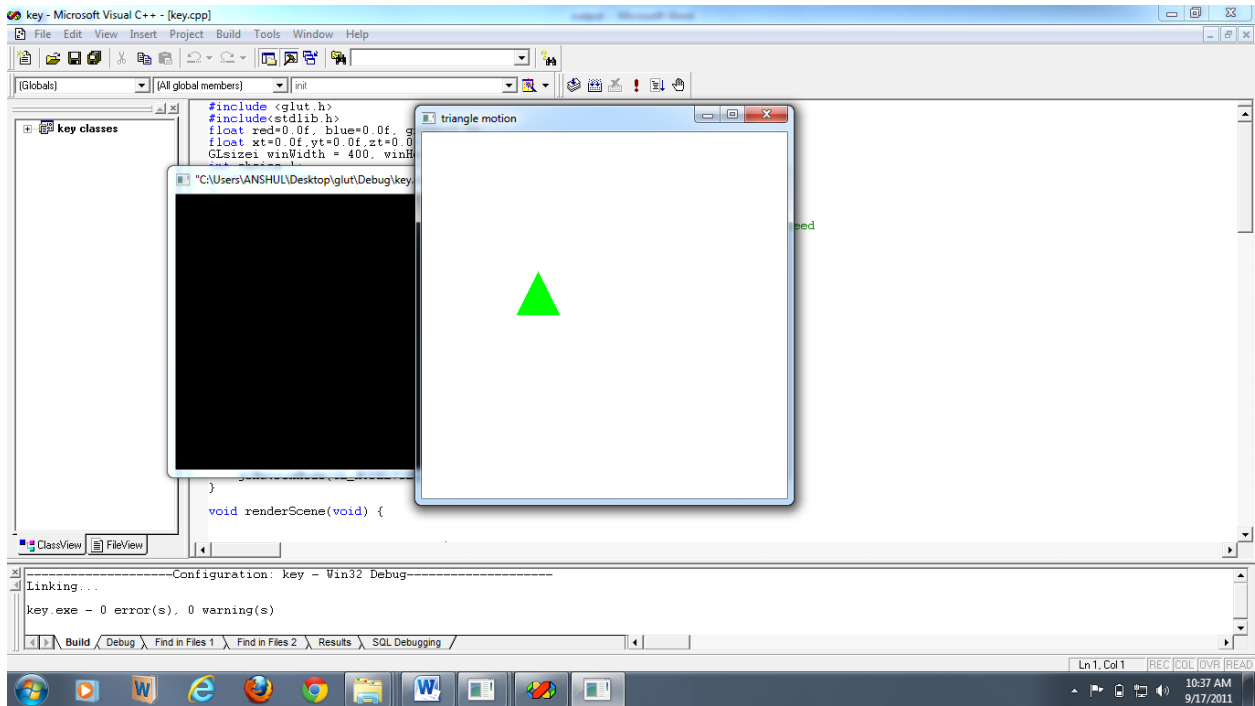 key - Microsoft Visual C++ - [key.cpp]
output - Microsoft Word
File Edit View Insert Project Build Tools Window Help
(Globals) (All global members) init
key classes
#include <glut.h>
#include<stdlib.h>
float red=0.0f, blue=0.0f,
float xt=0.0f,yt=0.0f,zt=0.0
GLsizei winWidth = 400,
triangle motion
"C:\Users\ANSHUL\Desktop\glut\Debug\key.
}
void renderScene(void) {
ClassView FileView
--------------------Configuration: key - Win32 Debug--------------------
Linking...
key.exe - 0 error(s), 0 warning(s)
Build Debug Find in Files 1 Find in Files 2 Results SQL Debugging
Ln 1, Col 1 REC COL OVR READ
10:37 AM
9/17/2011